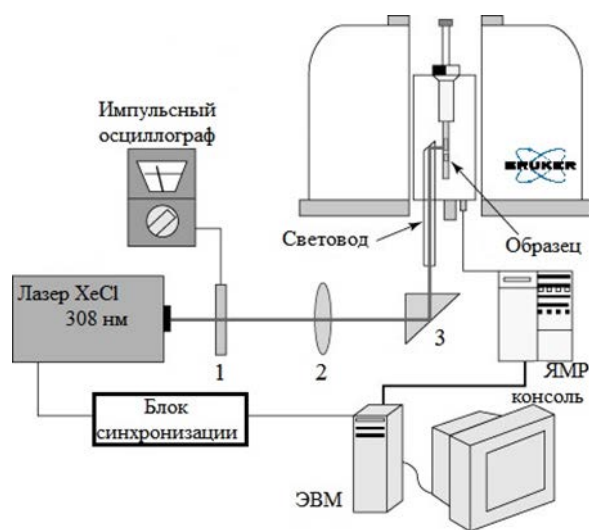 Импульсный
осциллограф
BRUKER
Световод
Образец
Лазер XeCl
308 нм
1
2
3
ЯМР
консоль
Блок
синхронизации
ЭВМ